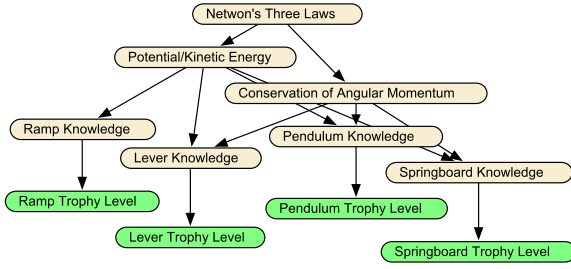 Netwon's Three Laws
Potential/Kinetic Energy
Conservation of Angular Momentum
Ramp Knowledge
Pendulum Knowledge
Lever Knowledge
Springboard Knowledge
Ramp Trophy Level
Pendulum Trophy Level
Lever Trophy Level
Springboard Trophy Level